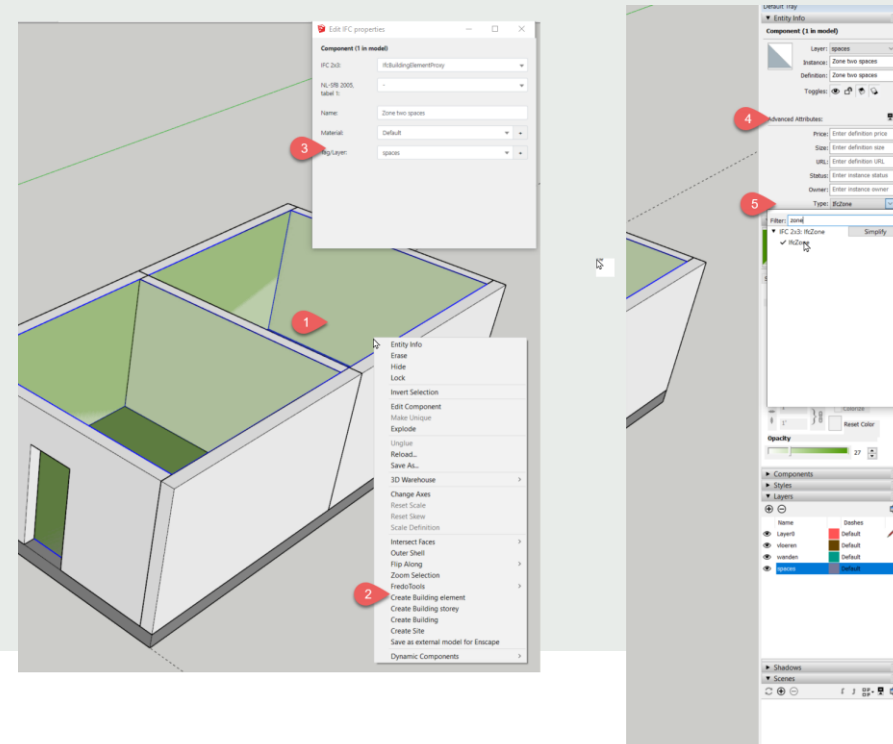 Edit IFC properties
Component (1 in model)
IFC 2x3: IfcBuildingElementProxy
NL-SfB 2005,
tabel 1: -
Name: Zone two spaces
Material: Default
3
Tag/Layer: spaces
1
Entity Info
Erase
Hide
Lock
Invert Selection
Edit Component
Make Unique
Explode
Unglue
Reload...
Save As...
3D Warehouse
Change Axes
Reset Scale
Reset Skew
Scale Definition
Intersect Faces
Outer Shell
Flip Along
Zoom Selection
FredoTools
2
Create Building element
Create Building storey
Create Building
Create Site
Save as external model for Enscape
Dynamic Components
Default Tray
Entity Info
Component (1 in model)
Layer: spaces
Instance: Zone two spaces
Definition: Zone two spaces
Toggles:
4
Advanced Attributes:
Price: Enter definition price
Size: Enter definition size
URL: Enter definition URL
Status: Enter instance status
Owner: Enter instance owner
5
Type: IfcZone
Filter: zone
IFC 2x3: IfcZone Simplify
IfcZone
Colorize
Reset Color
Opacity
27
Components
Styles
Layers
Name Dashes
Layer0 Default
vloeren Default
wanden Default
spaces Default
Shadows
Scenes